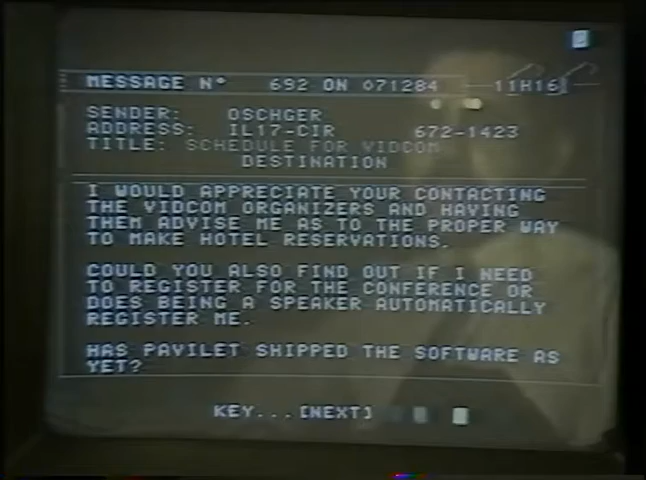 MESSAGE N° 692 ON 071284 11H16
SENDER: OSCHGER
ADDRESS: IL17-CIR 672-1423
TITLE: SCHEDULE FOR VIDCOM
DESTINATION
I WOULD APPRECIATE YOUR CONTACTING
THE VIDCOM ORGANIZERS AND HAVING
THEM ADVISE ME AS TO THE PROPER WAY
TO MAKE HOTEL RESERVATIONS.
COULD YOU ALSO FIND OUT IF I NEED
TO REGISTER FOR THE CONFERENCE OR
DOES BEING A SPEAKER AUTOMATICALLY
REGISTER ME.
HAS PAVILET SHIPPED THE SOFTWARE AS
YET?
KEY...[NEXT]